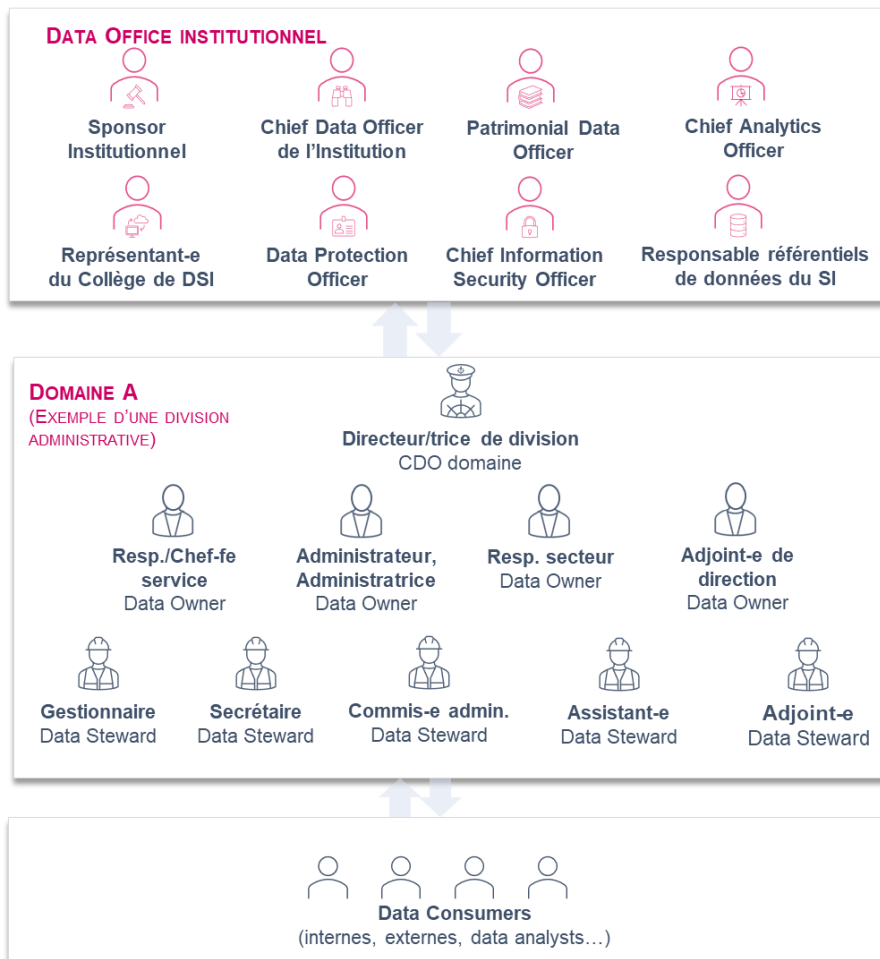 DATA OFFICE INSTITUTIONNEL
Sponsor
Institutionnel
Chief Data Officer
de l'Institution
Patrimonial Data
Officer
Chief Analytics
Officer
Représentant-e
du Collège de DSI
Data Protection
Officer
Chief Information
Security Officer
Responsable référentiels
de données du SI
DOMAINE A
(EXEMPLE D'UNE DIVISION
ADMINISTRATIVE)
Directeur/trice de division
CDO domaine
Resp./Chef-fe
service
Data Owner
Administrateur,
Administratrice
Data Owner
Resp. secteur
Data Owner
Adjoint-e de
direction
Data Owner
Gestionnaire
Data Steward
Secrétaire
Data Steward
Commis-e admin.
Data Steward
Assistant-e
Data Steward
Adjoint-e
Data Steward
Data Consumers
(internes, externes, data analysts…)